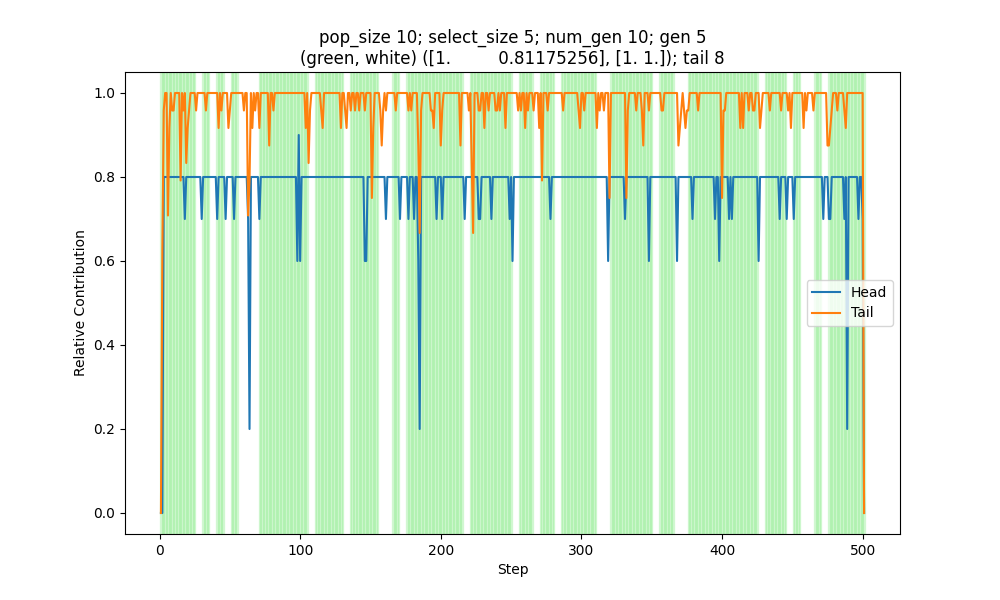 pop_size 10; select_size 5; num_gen 10; gen 5
(green, white) ([1.         0.81175256], [1. 1.]); tail 8
1.0
0.8
0.6
0.4
0.2
0.0
Relative Contribution
Head
Tail
0
100
200
300
400
500
Step